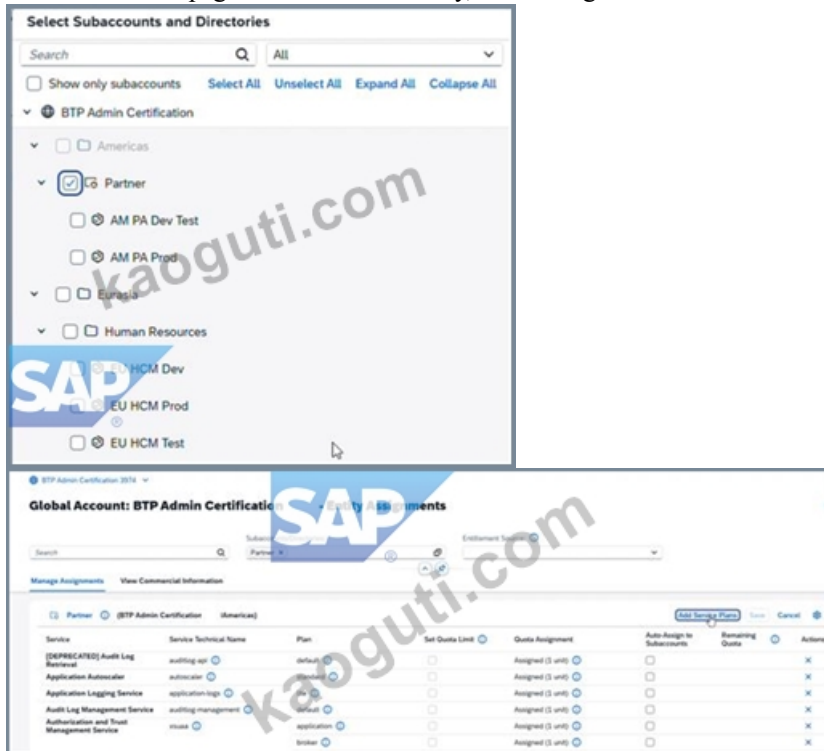 Select Subaccounts and Directories
Search
All
Show only subaccounts Select All Unselect All Expand All Collapse All
BTP Admin Certification
Americas
Partner
AM PA Dev Test
AM PA Prod
Eurasia
Human Resources
EU HCM Dev
EU HCM Prod
EU HCM Test
SAP
kaoguti.com
BTP Admin Certification 3974
Global Account: BTP Admin Certification - Entity Assignments
SAP
Search
Partner
Manage Assignments View Commercial Information
Partner (BTP Admin Certification /Americas) Add Service Plans Save Cancel
Service Service Technical Name Plan Set Quota Limit Quota Assignment Auto-Assign to Subaccounts Remaining Quota Actions
[DEPRECATED] Audit Log Retrieval auditlog-api default Assigned (1 unit)
Application Autoscaler autoscaler standard Assigned (1 unit)
Application Logging Service application-logs lite Assigned (1 unit)
Audit Log Management Service auditlog-management default Assigned (1 unit)
Authorization and Trust Management Service xsuaa application Assigned (1 unit)
broker Assigned (1 unit)
kaoguti.com